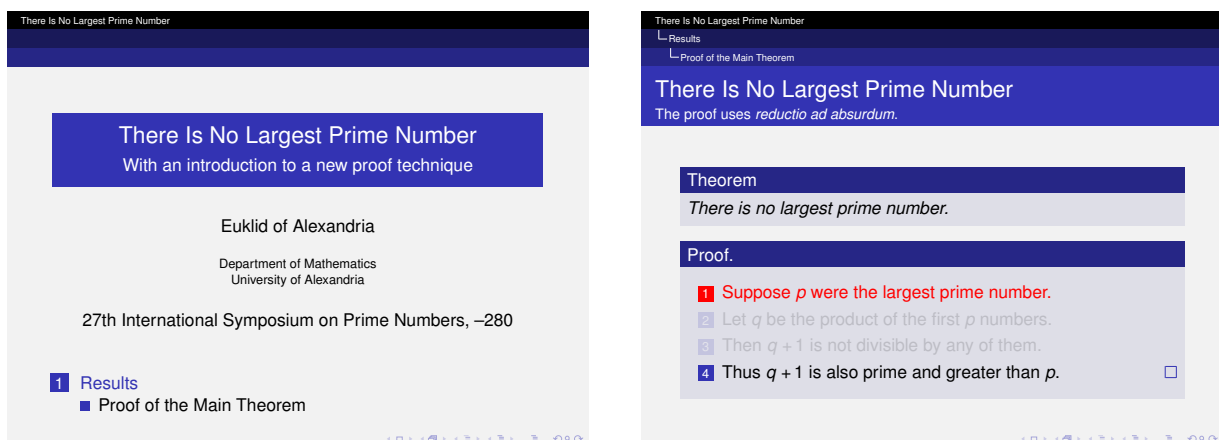 There Is No Largest Prime Number
There Is No Largest Prime Number
With an introduction to a new proof technique
Euklid of Alexandria
Department of Mathematics
University of Alexandria
27th International Symposium on Prime Numbers, –280
1 Results
Proof of the Main Theorem
There Is No Largest Prime Number
Results
Proof of the Main Theorem
There Is No Largest Prime Number
The proof uses reductio ad absurdum.
Theorem
There is no largest prime number.
Proof.
1 Suppose p were the largest prime number.
2 Let q be the product of the first p numbers.
3 Then q + 1 is not divisible by any of them.
4 Thus q + 1 is also prime and greater than p.